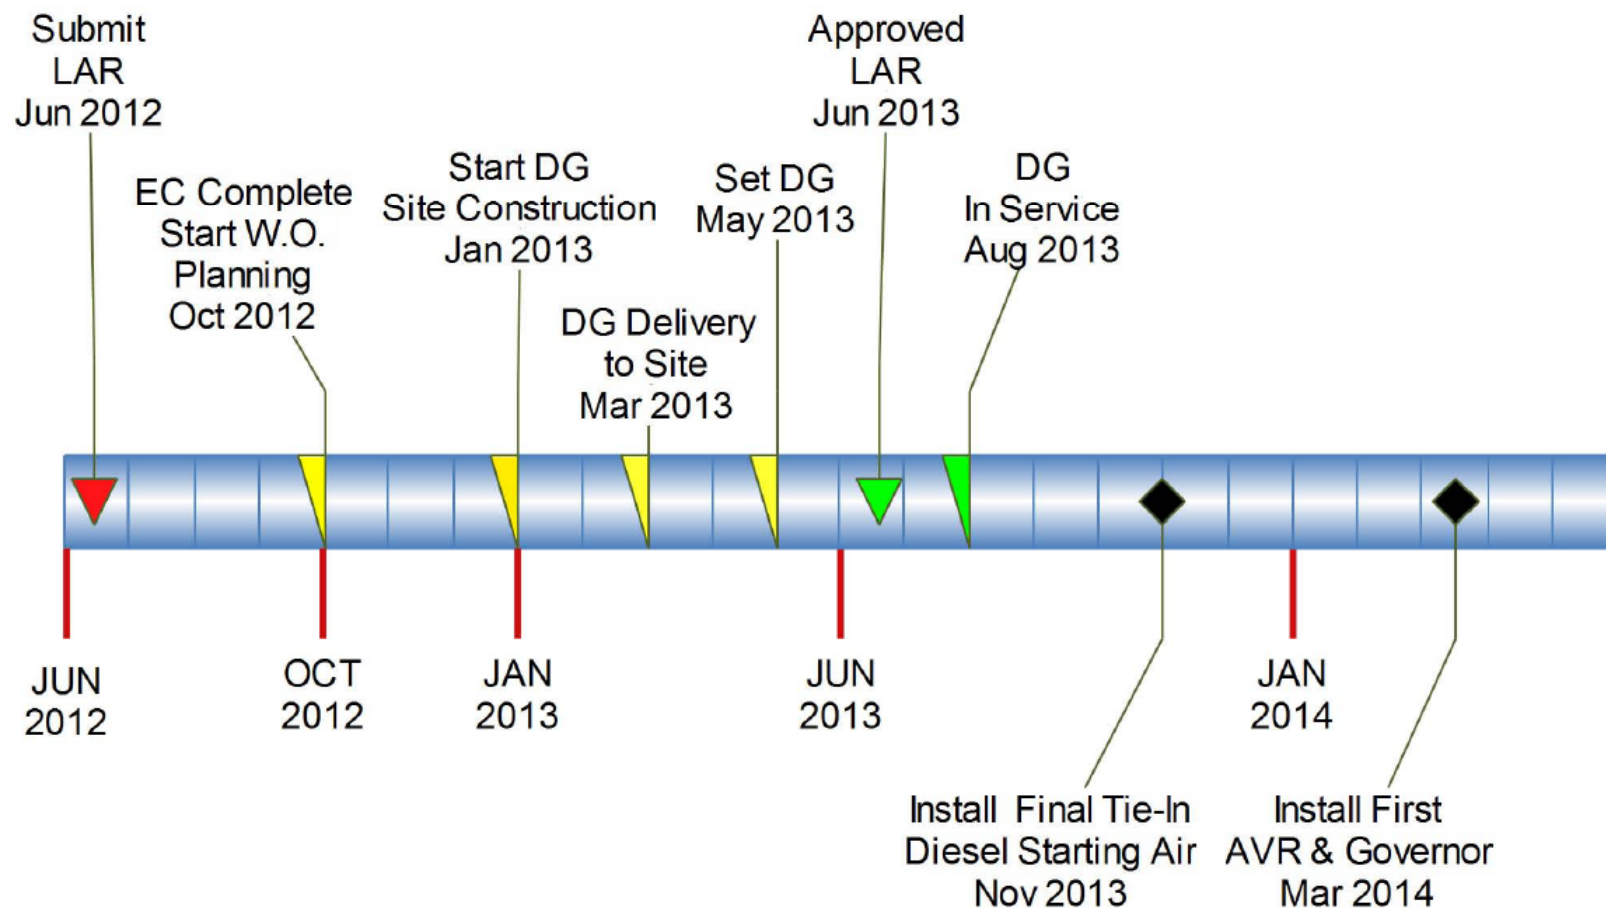 Submit
LAR
Jun 2012
EC Complete
Start W.O.
Planning
Oct 2012
Start DG
Site Construction
Jan 2013
DG Delivery
to Site
Mar 2013
Set DG
May 2013
Approved
LAR
Jun 2013
DG
In Service
Aug 2013
JUN
2012
OCT
2012
JAN
2013
JUN
2013
JAN
2014
Install Final Tie-In
Diesel Starting Air
Nov 2013
Install First
AVR & Governor
Mar 2014